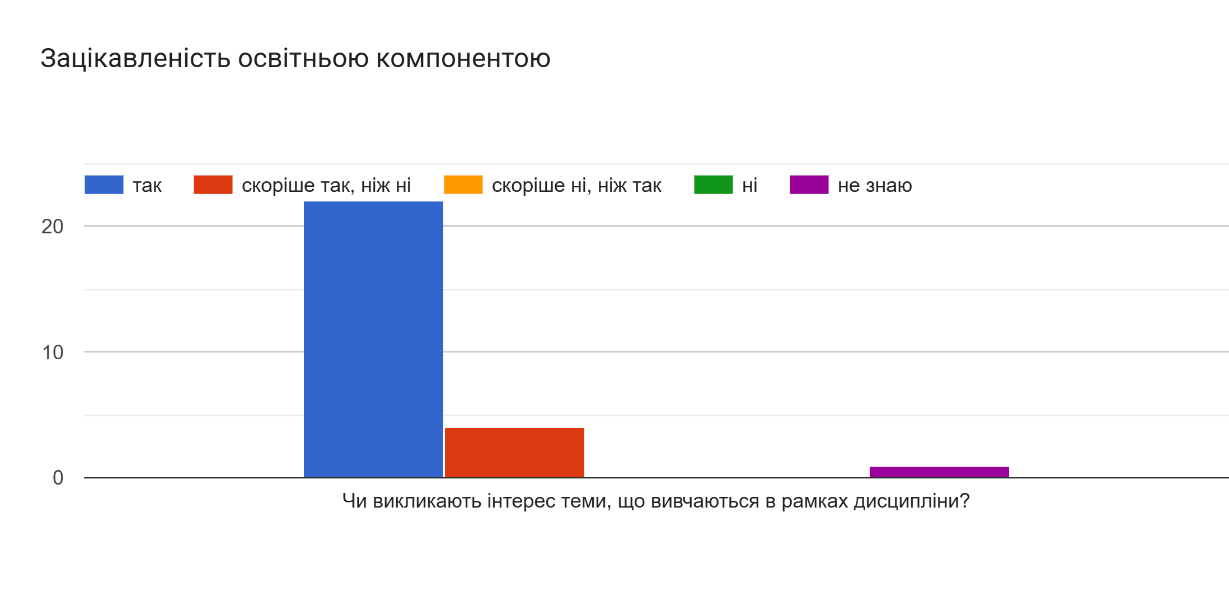 Зацікавленість освітньою компонентою
так скоріше так, ніж ні скоріше ні, ніж так ні не знаю
20
10
0
Чи викликають інтерес теми, що вивчаються в рамках дисципліни?